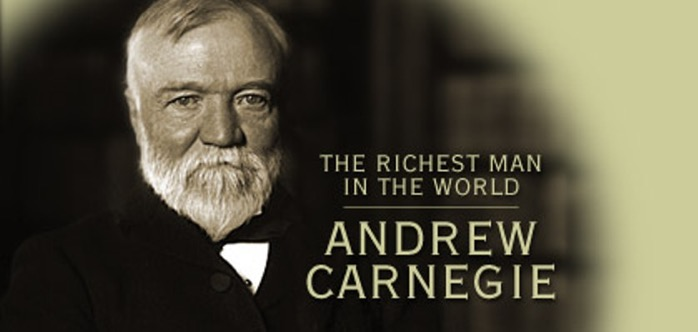 THE RICHEST MAN
IN THE WORLD
ANDREW
CARNEGIE